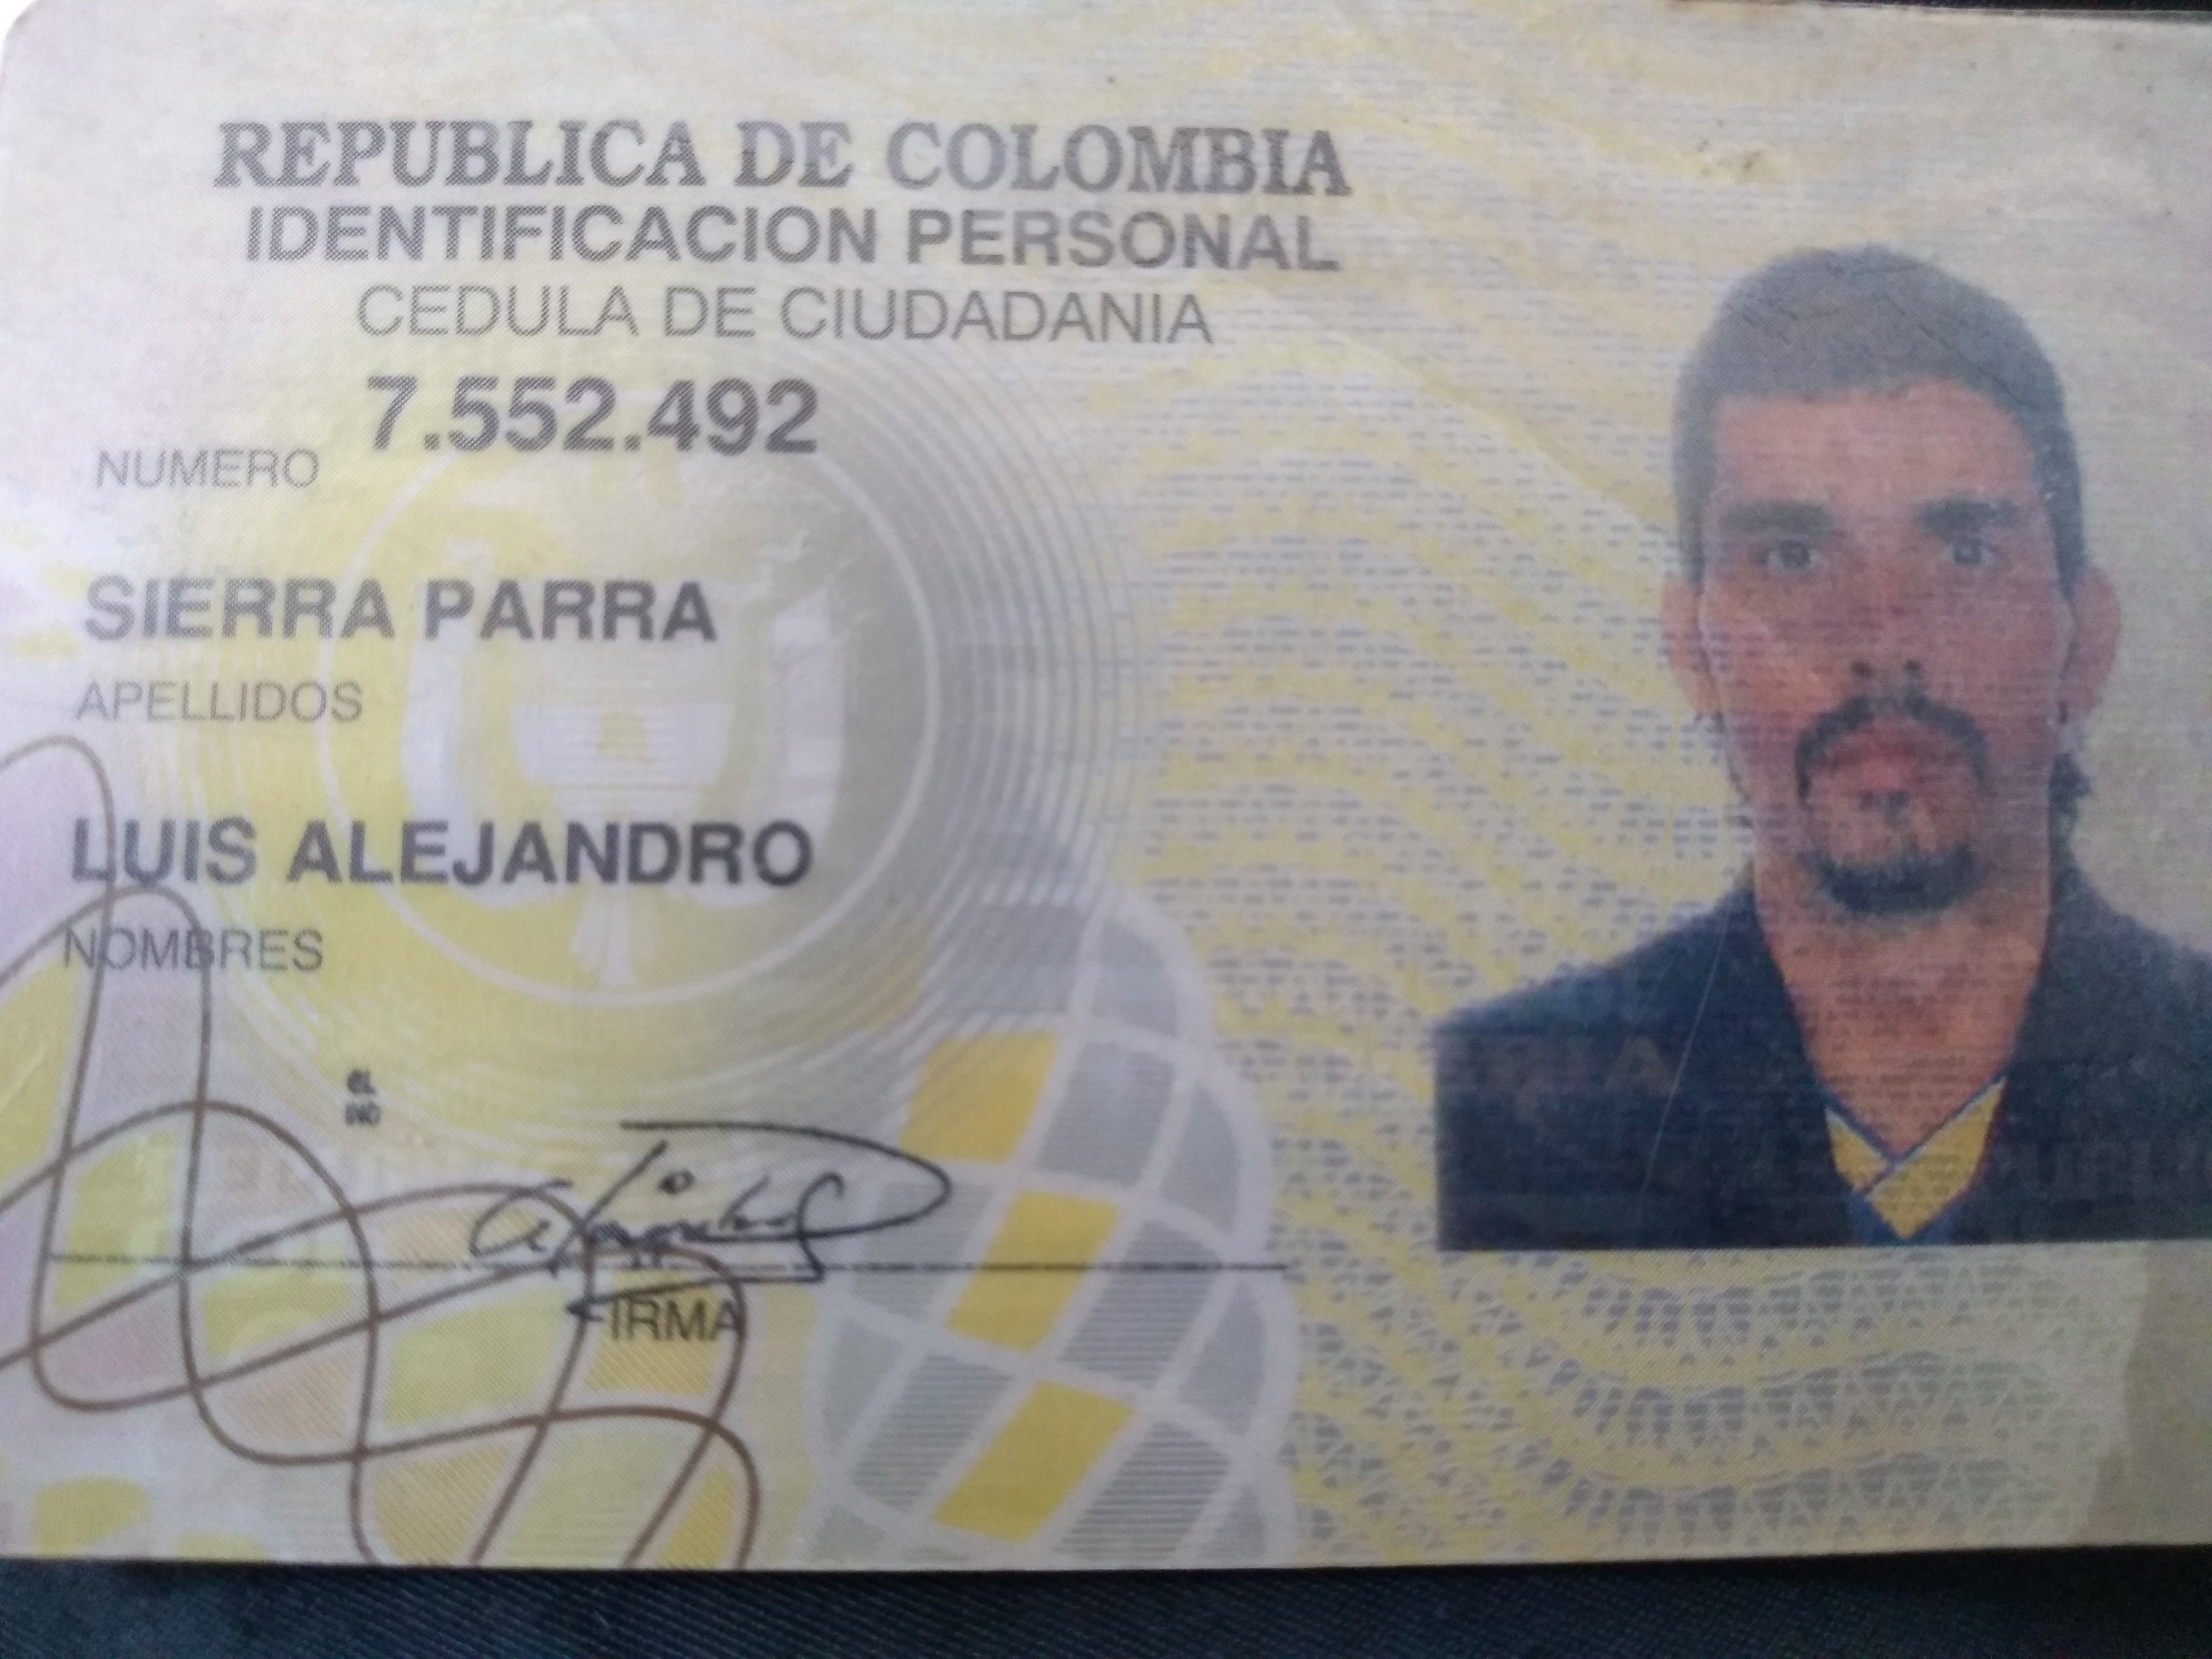 REPUBLICA DE COLOMBIA
IDENTIFICACION PERSONAL
CEDULA DE CIUDADANIA
7.552.492
NUMERO
SIERRA PARRA
APELLIDOS
LUIS ALEJANDRO
NOMBRES
FIRMA